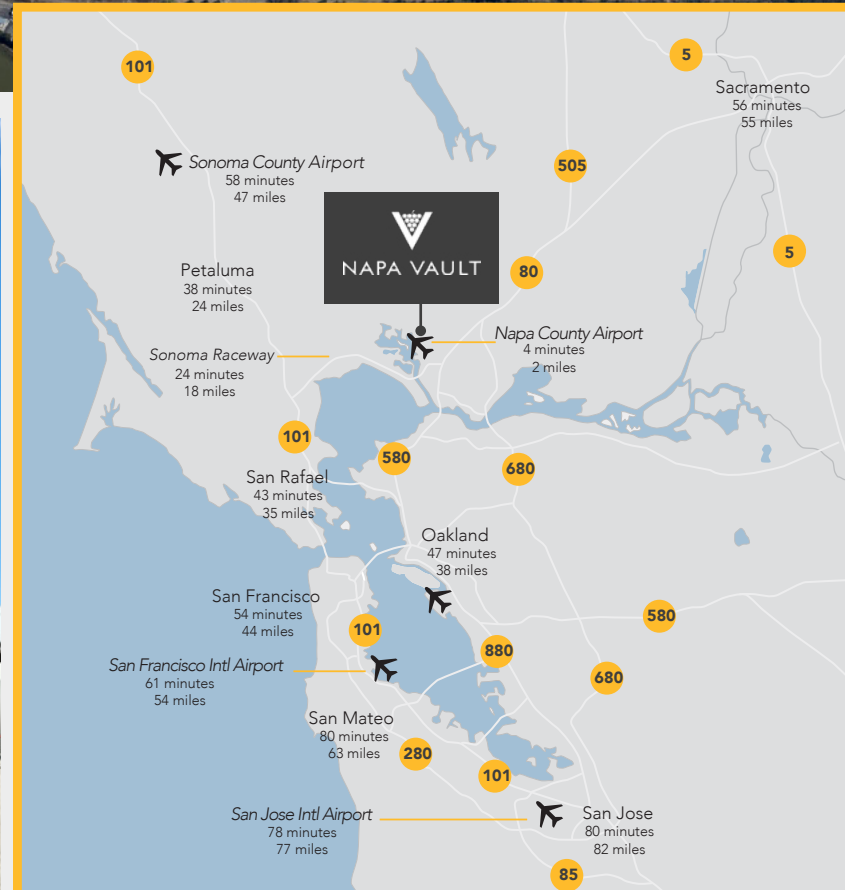 101
5
Sacramento
56 minutes
55 miles
Sonoma County Airport
58 minutes
47 miles
505
NAPA VAULT
5
Petaluma
38 minutes
24 miles
80
Napa County Airport
4 minutes
2 miles
Sonoma Raceway
24 minutes
18 miles
101
580
680
San Rafael
43 minutes
35 miles
Oakland
47 minutes
38 miles
San Francisco
54 minutes
44 miles
101
580
880
San Francisco Intl Airport
61 minutes
54 miles
680
San Mateo
80 minutes
63 miles
280
101
San Jose Intl Airport
78 minutes
77 miles
San Jose
80 minutes
82 miles
85